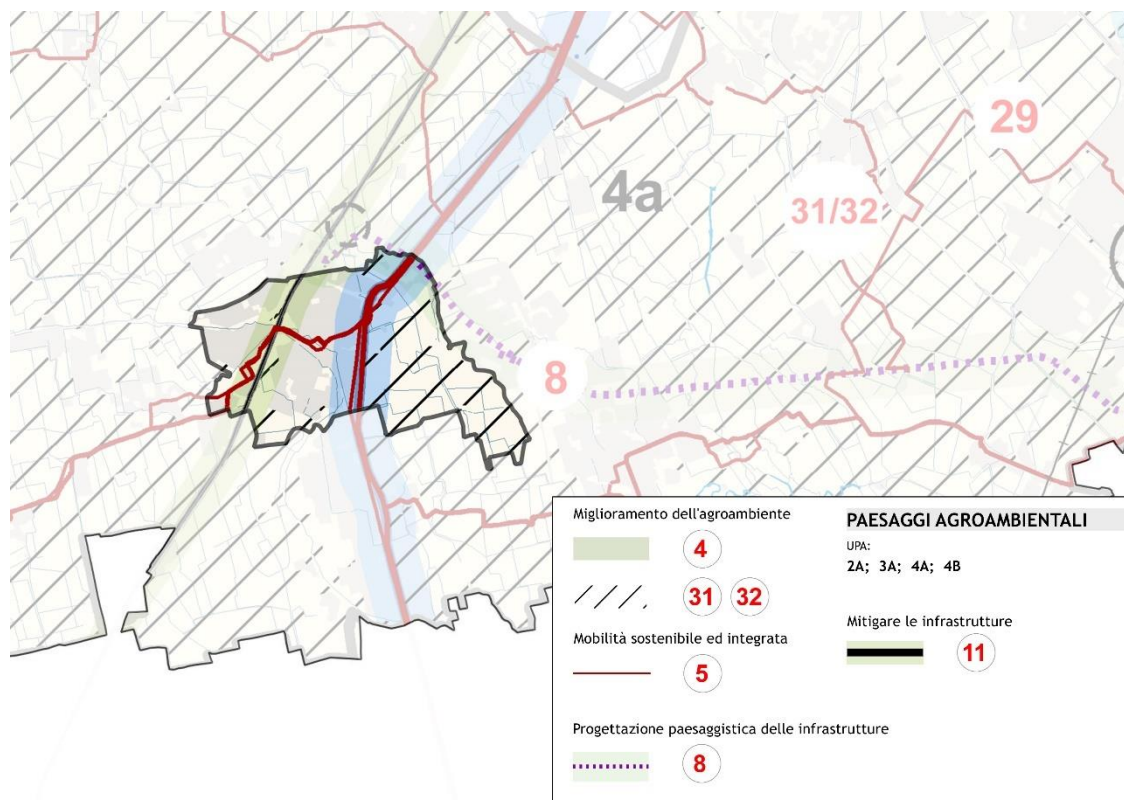 29
4a
31/32
8
Miglioramento dell'agroambiente
4
31 32
Mobilità sostenibile ed integrata
5
Progettazione paesaggistica delle infrastrutture
8
PAESAGGI AGROAMBIENTALI
UPA:
2A; 3A; 4A; 4B
Mitigare le infrastrutture
11